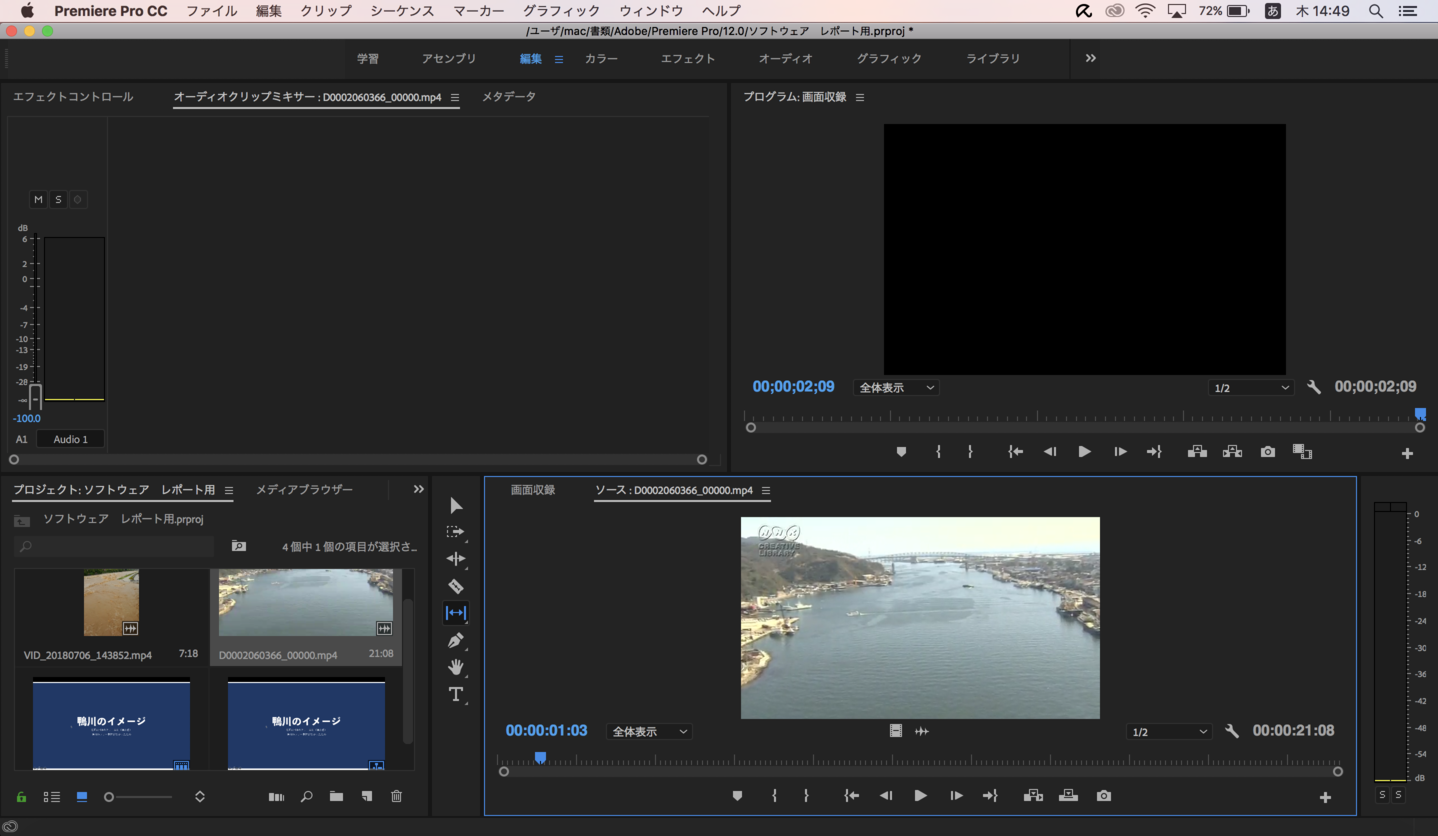 Premiere Pro CC ファイル 編集 クリップ シーケンス マーカー グラフィック ウィンドウ ヘルプ 72% あ 木 14:49
/ユーザ/mac/書類/Adobe/Premiere Pro/12.0/ソフトウェア　レポート用.prproj *
学習 アセンブリ 編集 カラー エフェクト オーディオ グラフィック ライブラリ
エフェクトコントロール オーディオクリップミキサー : D0002060366_00000.mp4 メタデータ
プログラム: 画面収録
M S
dB
6
2
0
-4
-7
-10
-13
-19
-28
-∞
-100.0
A1 Audio 1
00;00;02;09 全体表示 1/2 00;00;02;09
プロジェクト: ソフトウェア　レポート用 メディアブラウザー
ソフトウェア　レポート用.prproj
4 個中 1 個の項目が選択さ...
VID_20180706_143852.mp4 7:18
D0002060366_00000.mp4 21:08
鴨川のイメージ
鴨川のイメージ
T
画面収録 ソース : D0002060366_00000.mp4
NHK
CREATIVE
LIBRARY
00:00:01:03 全体表示 1/2 00:00:21:08
0
-6
-12
-18
-24
-30
-36
-42
-48
-54
dB
S S